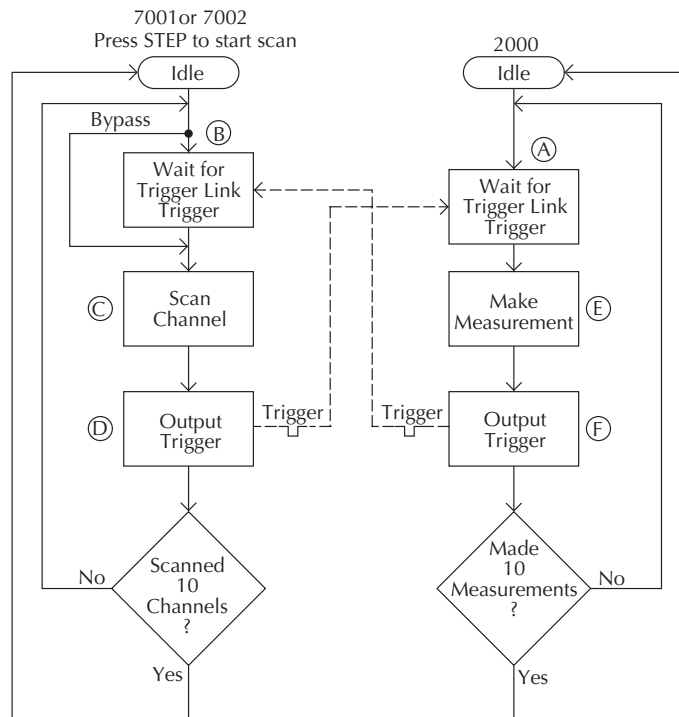 7001or 7002
Press STEP to start scan
Idle
Bypass
B
Wait for
Trigger Link
Trigger
C
Scan
Channel
D
Output
Trigger
Trigger
Scanned
10
Channels
?
No
Yes
2000
Idle
A
Wait for
Trigger Link
Trigger
Make
Measurement
E
Trigger
Output
Trigger
F
Made
10
Measurements
?
No
Yes